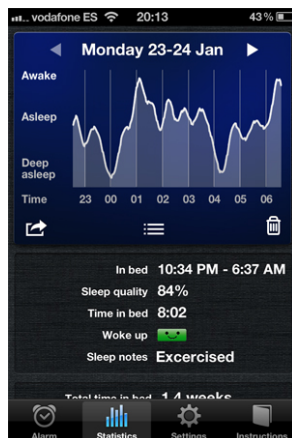 vodafone ES 20:13 43%
Monday 23-24 Jan
Awake
Asleep
Deep
asleep
Time 23 00 01 02 03 04 05 06
In bed 10:34 PM - 6:37 AM
Sleep quality 84%
Time in bed 8:02
Woke up
Sleep notes Excercised
Total time in bed 1.4 weeks
Alarm Statistics Settings Instructions